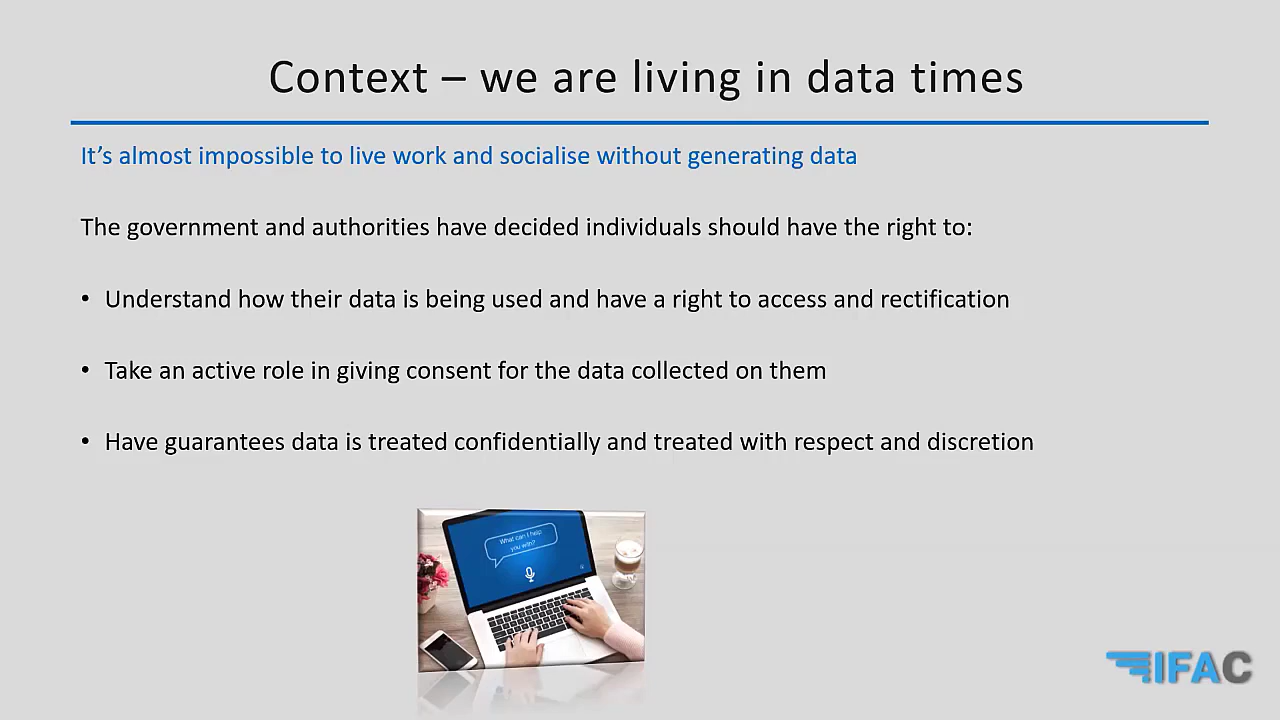 Context – we are living in data times
It's almost impossible to live work and socialise without generating data
The government and authorities have decided individuals should have the right to:
• Understand how their data is being used and have a right to access and rectification
• Take an active role in giving consent for the data collected on them
• Have guarantees data is treated confidentially and treated with respect and discretion
What can I help
you win?
IFAC